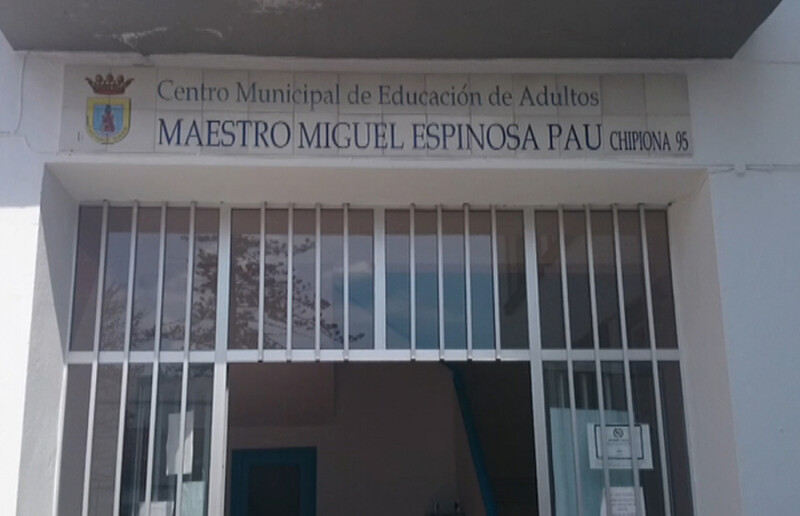 Centro Municipal de Educación de Adultos
MAESTRO MIGUEL ESPINOSA PAU CHIPIONA 95